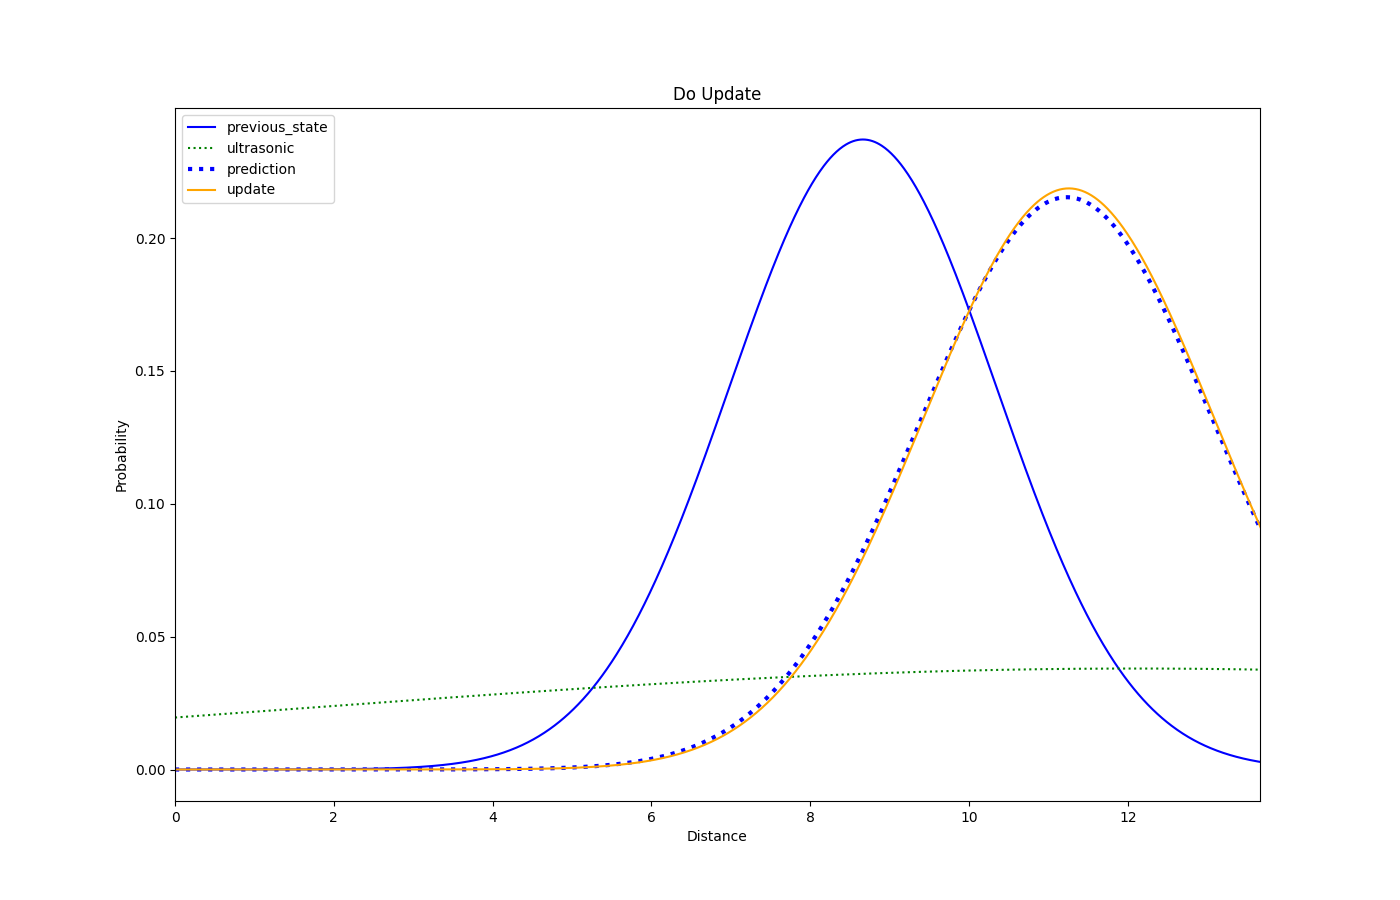 Do Update
previous_state
ultrasonic
prediction
update
0.20
0.15
0.10
0.05
0.00
Probability
0 2 4 6 8 10 12
Distance